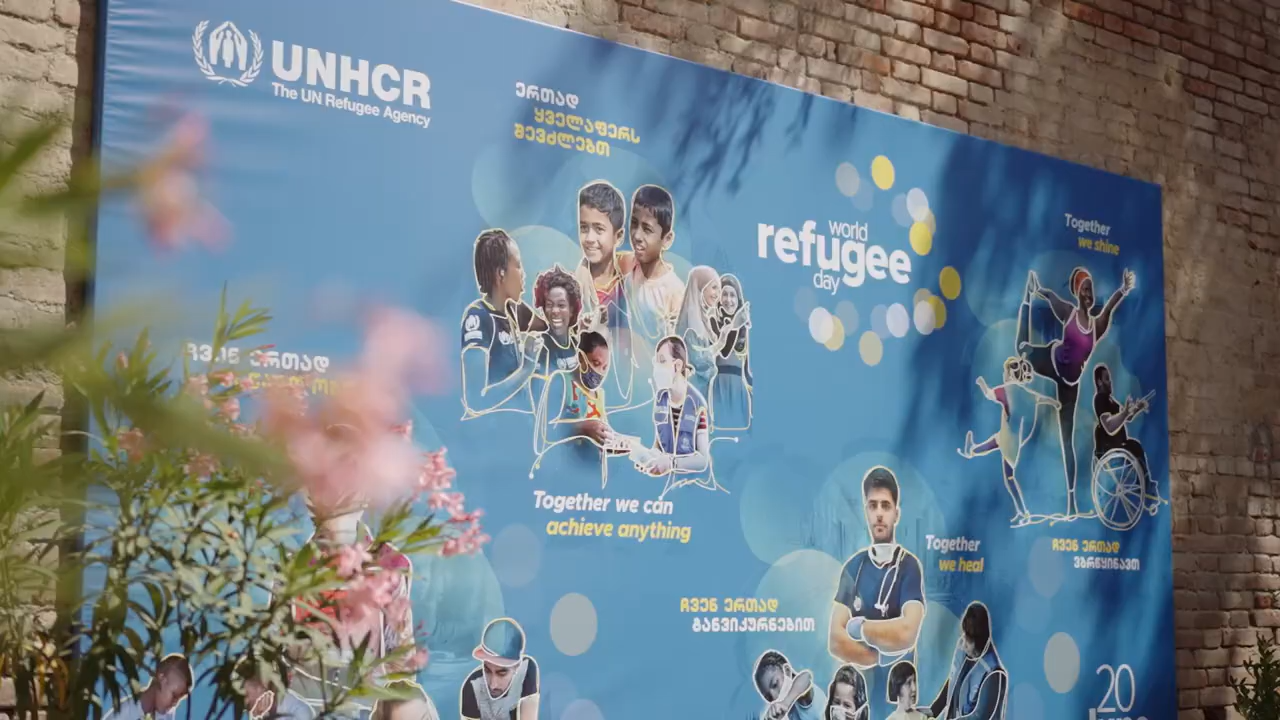 UNHCR
The UN Refugee Agency
ერთად
ყველაფერს
შევძლებთ
world
refugee
day
Together
we shine
ჩვენ ერთად
Together we can
achieve anything
Together
we heal
ჩვენ ერთად
ვბრწყინავთ
ჩვენ ერთად
განვიკურნებით
20